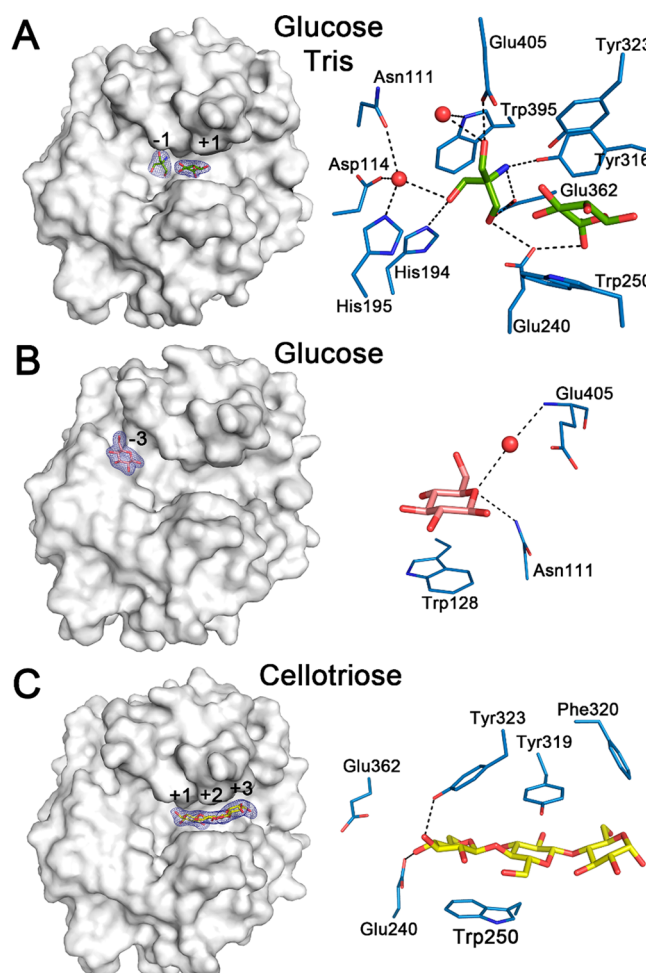 A
Glucose
Tris
-1
+1
Glu405
Tyr323
Asn111
Trp395
Asp114
Tyr316
Glu362
His194
His195
Trp250
Glu240
B
Glucose
-3
Glu405
Asn111
Trp128
C
Cellotriose
+1
+2
+3
Phe320
Tyr323
Tyr319
Glu362
Glu240
Trp250